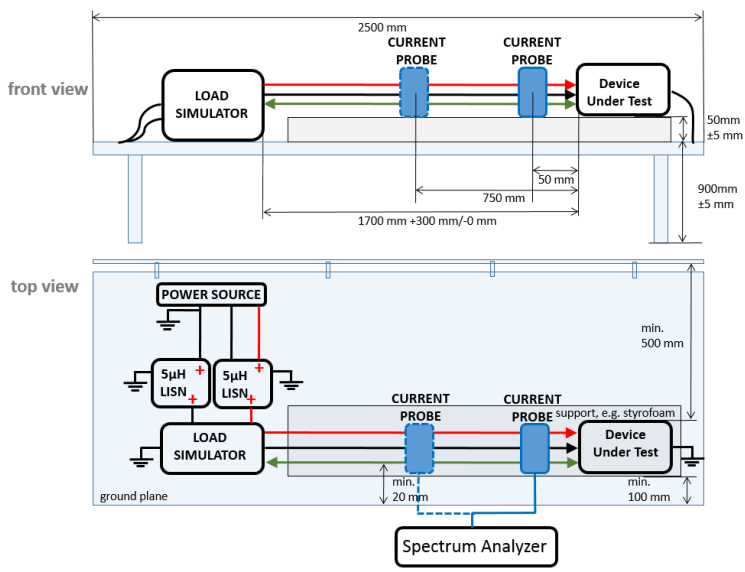 2500 mm
CURRENT
PROBE
CURRENT
PROBE
front view
LOAD
SIMULATOR
Device
Under Test
50mm
±5 mm
50 mm
750 mm
1700 mm +300 mm/-0 mm
900mm
±5 mm
top view
POWER SOURCE
min.
500 mm
5µH
LISN
+
+
5µH
LISN
+
+
CURRENT
PROBE
CURRENT
PROBE
support, e.g. styrofoam
LOAD
SIMULATOR
Device
Under Test
min.
20 mm
min.
100 mm
ground plane
Spectrum Analyzer